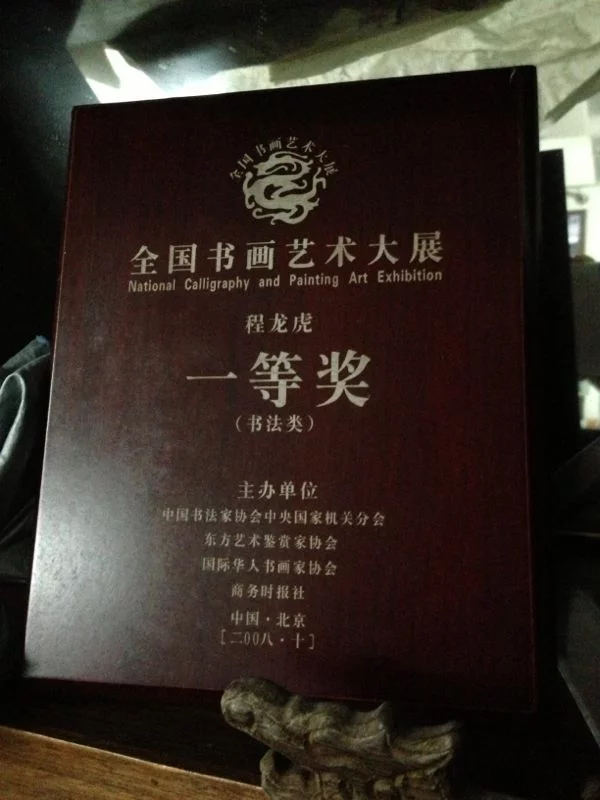 全国书画艺术大展
全国书画艺术大展
National Calligraphy and Painting Art Exhibition
程龙虎
一等奖
(书法类)
主办单位
中国书法家协会中央国家机关分会
东方艺术鉴赏家协会
国际华人书画家协会
商务时报社
中国·北京
[二00八·十]